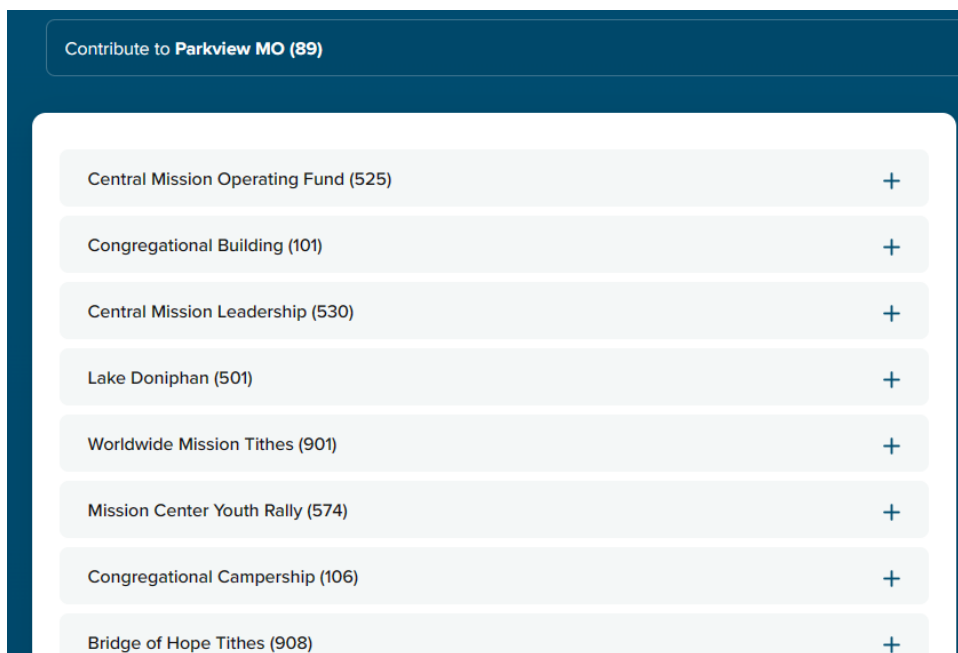 Contribute to Parkview MO (89)
Central Mission Operating Fund (525)
Congregational Building (101)
Central Mission Leadership (530)
Lake Doniphan (501)
Worldwide Mission Tithes (901)
Mission Center Youth Rally (574)
Congregational Campership (106)
Bridge of Hope Tithes (908)